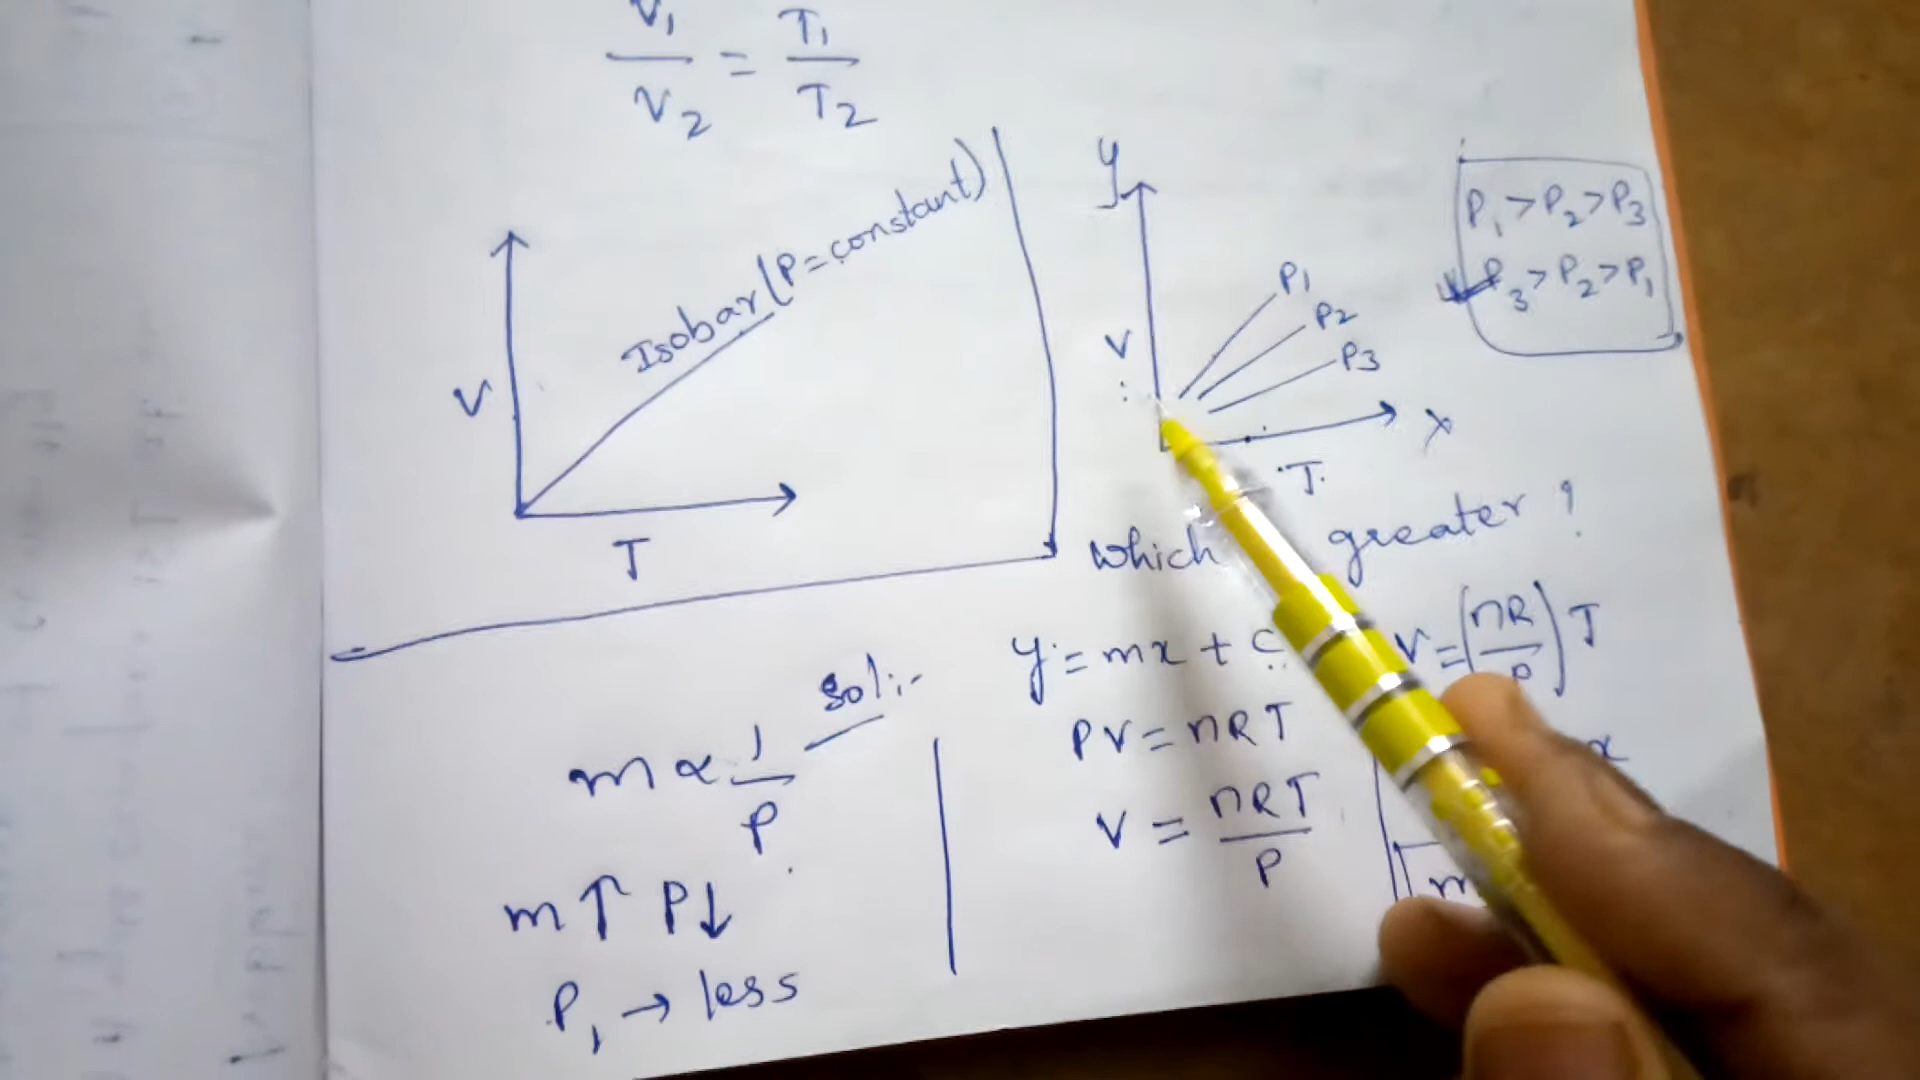 V₁/V₂ = T₁/T₂
Isobar (P = constant)
V
T
y
V
P₁
P₂
P₃
x
T
P₁ > P₂ > P₃
P₃ > P₂ > P₁
which greater ?
Sol:-
m ∝ 1/P
m ↑ P ↓
P₁ → less
y = mx + c
PV = nRT
V = nRT/P
V = (nR/P) T
x
m